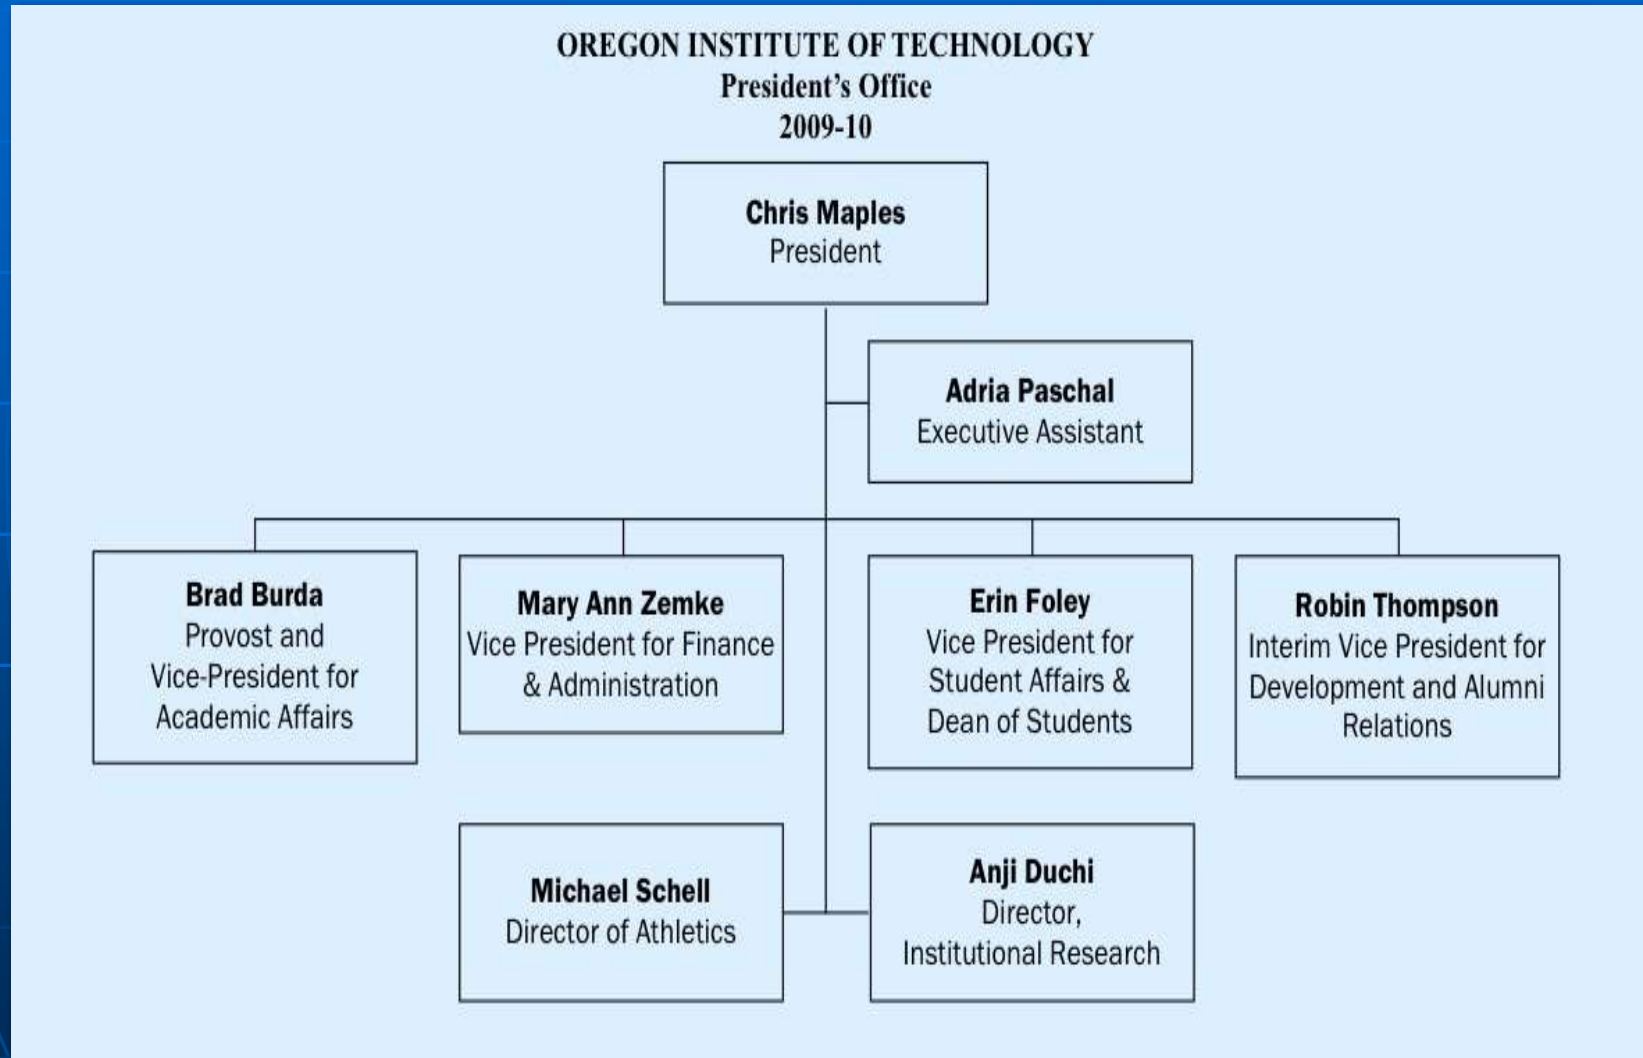 OREGON INSTITUTE OF TECHNOLOGY
President's Office
2009-10
Chris Maples
President
Adria Paschal
Executive Assistant
Brad Burda
Provost and
Vice-President for
Academic Affairs
Mary Ann Zemke
Vice President for Finance
& Administration
Erin Foley
Vice President for
Student Affairs &
Dean of Students
Robin Thompson
Interim Vice President for
Development and Alumni
Relations
Michael Schell
Director of Athletics
Anji Duchi
Director,
Institutional Research